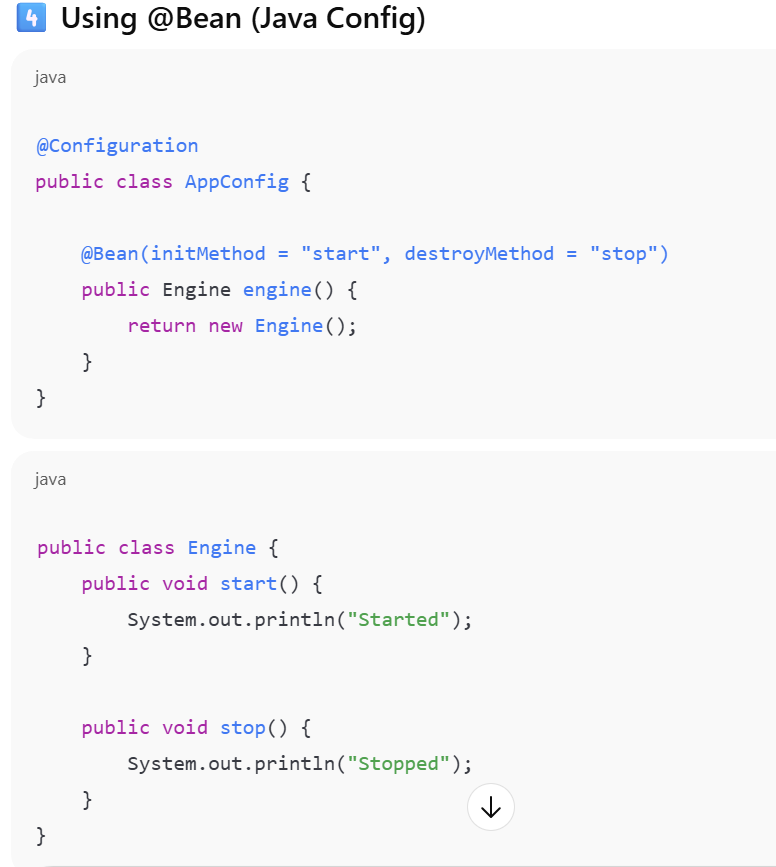 4 Using @Bean (Java Config)
java
@Configuration
public class AppConfig {
    @Bean(initMethod = "start", destroyMethod = "stop")
    public Engine engine() {
        return new Engine();
    }
}
java
public class Engine {
    public void start() {
        System.out.println("Started");
    }
    public void stop() {
        System.out.println("Stopped");
    }
}